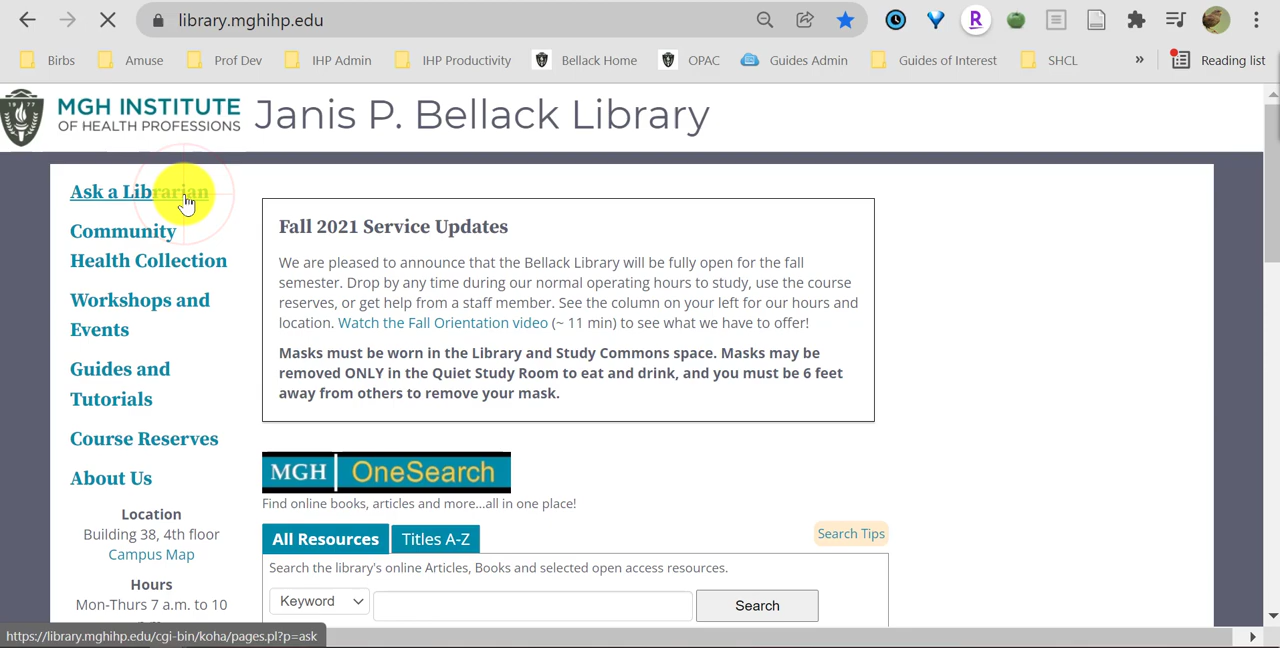 library.mghihp.edu
Birbs Amuse Prof Dev IHP Admin IHP Productivity Bellack Home OPAC Guides Admin Guides of Interest SHCL » Reading list
MGH INSTITUTE
OF HEALTH PROFESSIONS
Janis P. Bellack Library
Ask a Librarian
Community
Health Collection
Workshops and
Events
Guides and
Tutorials
Course Reserves
About Us
Location
Building 38, 4th floor
Campus Map
Hours
Mon-Thurs 7 a.m. to 10
Fall 2021 Service Updates
We are pleased to announce that the Bellack Library will be fully open for the fall
semester. Drop by any time during our normal operating hours to study, use the course
reserves, or get help from a staff member. See the column on your left for our hours and
location. Watch the Fall Orientation video (~ 11 min) to see what we have to offer!
Masks must be worn in the Library and Study Commons space. Masks may be
removed ONLY in the Quiet Study Room to eat and drink, and you must be 6 feet
away from others to remove your mask.
MGH OneSearch
Find online books, articles and more...all in one place!
All Resources Titles A-Z Search Tips
Search the library's online Articles, Books and selected open access resources.
Keyword Search
https://library.mghihp.edu/cgi-bin/koha/pages.pl?p=ask